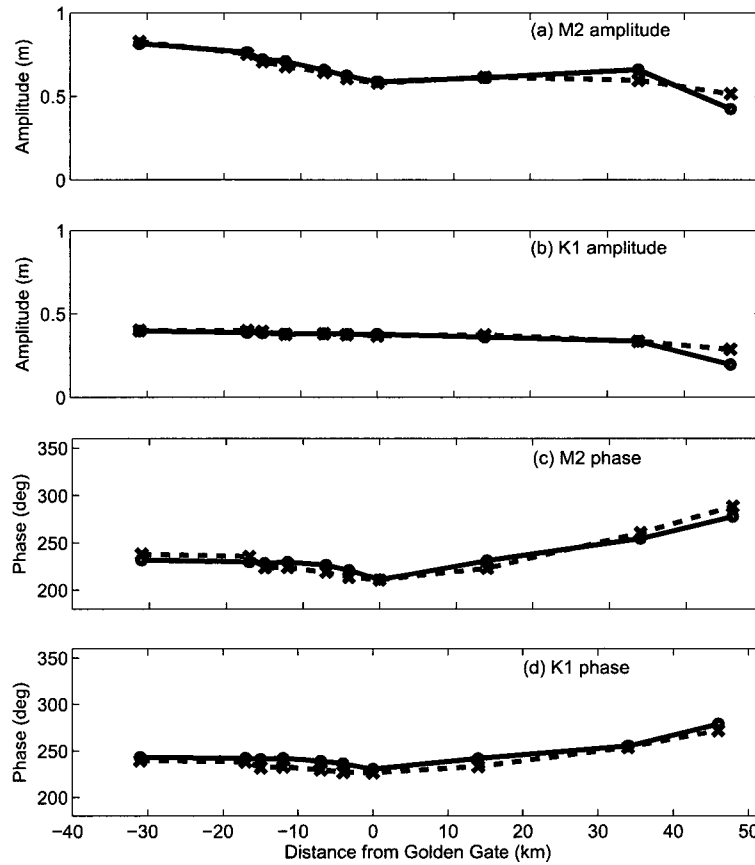 (a) M2 amplitude
Amplitude (m)
1
0.5
0
(b) K1 amplitude
Amplitude (m)
1
0.5
0
(c) M2 phase
Phase (deg)
350
300
250
200
(d) K1 phase
Phase (deg)
350
300
250
200
−40 −30 −20 −10 0 10 20 30 40 50
Distance from Golden Gate (km)